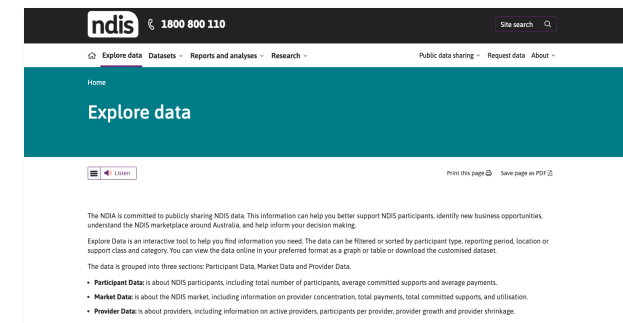 ndis 1800 800 110 Site search
Explore data Datasets Reports and analyses Research Public data sharing Request data About
Home
Explore data
Listen Print this page Save page as PDF
The NDIA is committed to publicly sharing NDIS data. This information can help you better support NDIS participants, identify new business opportunities,
understand the NDIS marketplace around Australia, and help inform your decision making.
Explore Data is an interactive tool to help you find information you need. The data can be filtered or sorted by participant type, reporting period, location or
support class and category. You can view the data online in your preferred format as a graph or table or download the customised dataset.
The data is grouped into three sections: Participant Data, Market Data and Provider Data.
• Participant Data: is about NDIS participants, including total number of participants, average committed supports and average payments.
• Market Data: is about the NDIS market, including information on provider concentration, total payments, total committed supports, and utilisation.
• Provider Data: is about providers, including information on active providers, participants per provider, provider growth and provider shrinkage.